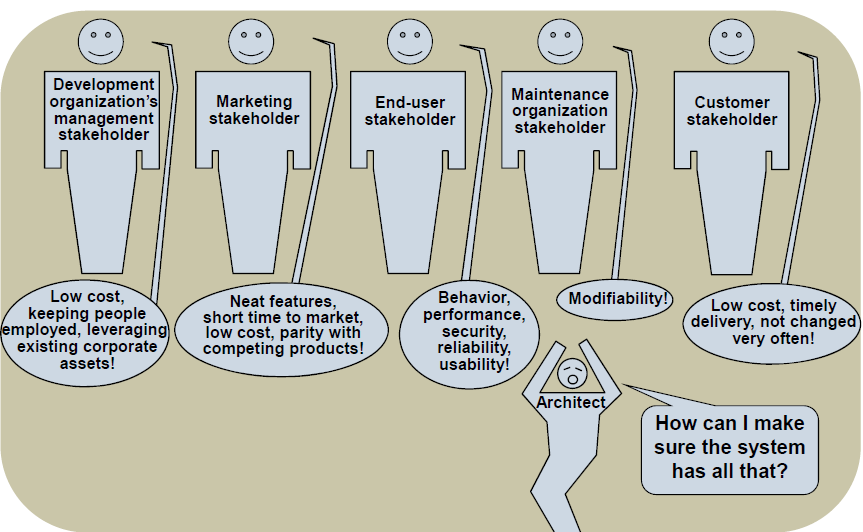 Development
organization's
management
stakeholder
Marketing
stakeholder
End-user
stakeholder
Maintenance
organization
stakeholder
Customer
stakeholder
Low cost,
keeping people
employed, leveraging
existing corporate
assets!
Neat features,
short time to market,
low cost, parity with
competing products!
Behavior,
performance,
security,
reliability,
usability!
Modifiability!
Low cost, timely
delivery, not changed
very often!
Architect
How can I make
sure the system
has all that?